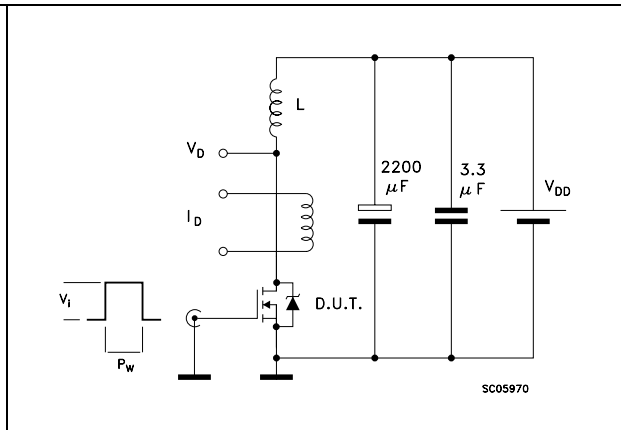 L
V_D
2200
μF
3.3
μF
V_DD
I_D
V_i
D.U.T.
P_W
SC05970